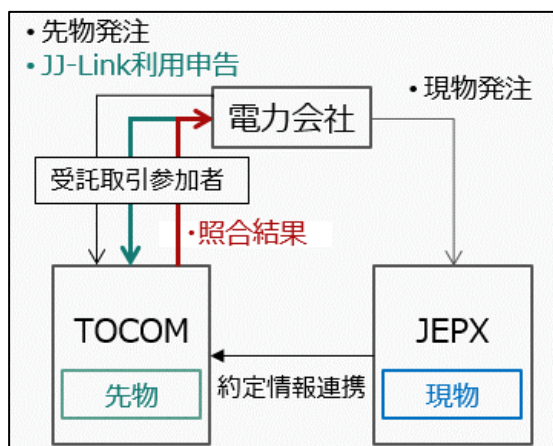 • 先物発注
• JJ-Link利用申告
電力会社
•現物発注
受託取引参加者
・照合結果
TOCOM
先物
約定情報連携
JEPX
現物